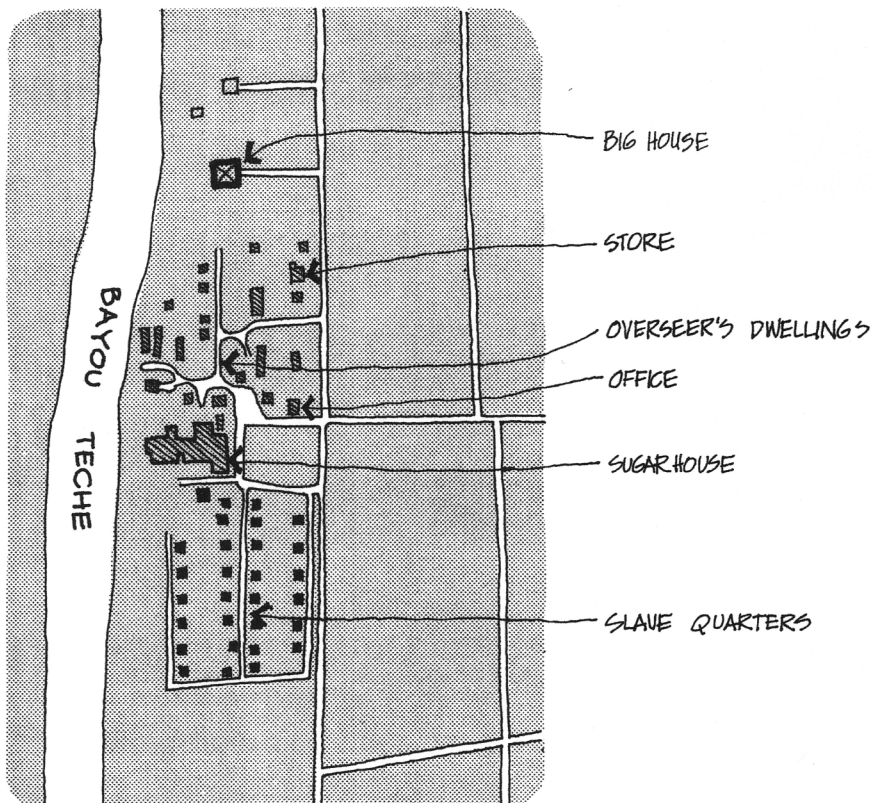 BIG HOUSE
STORE
OVERSEER'S DWELLINGS
OFFICE
SUGARHOUSE
SLAVE QUARTERS
BAYOU TECHE